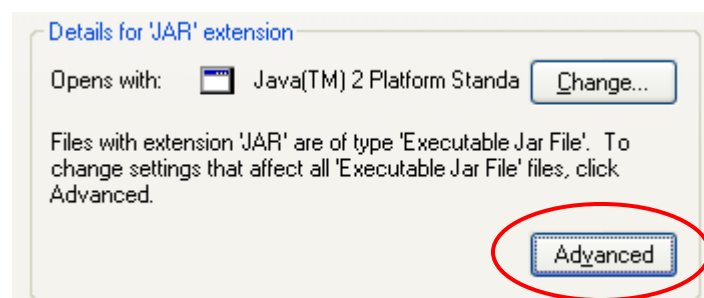 Details for 'JAR' extension
Opens with: Java(TM) 2 Platform Standa Change...
Files with extension 'JAR' are of type 'Executable Jar File'. To
change settings that affect all 'Executable Jar File' files, click
Advanced.
Advanced